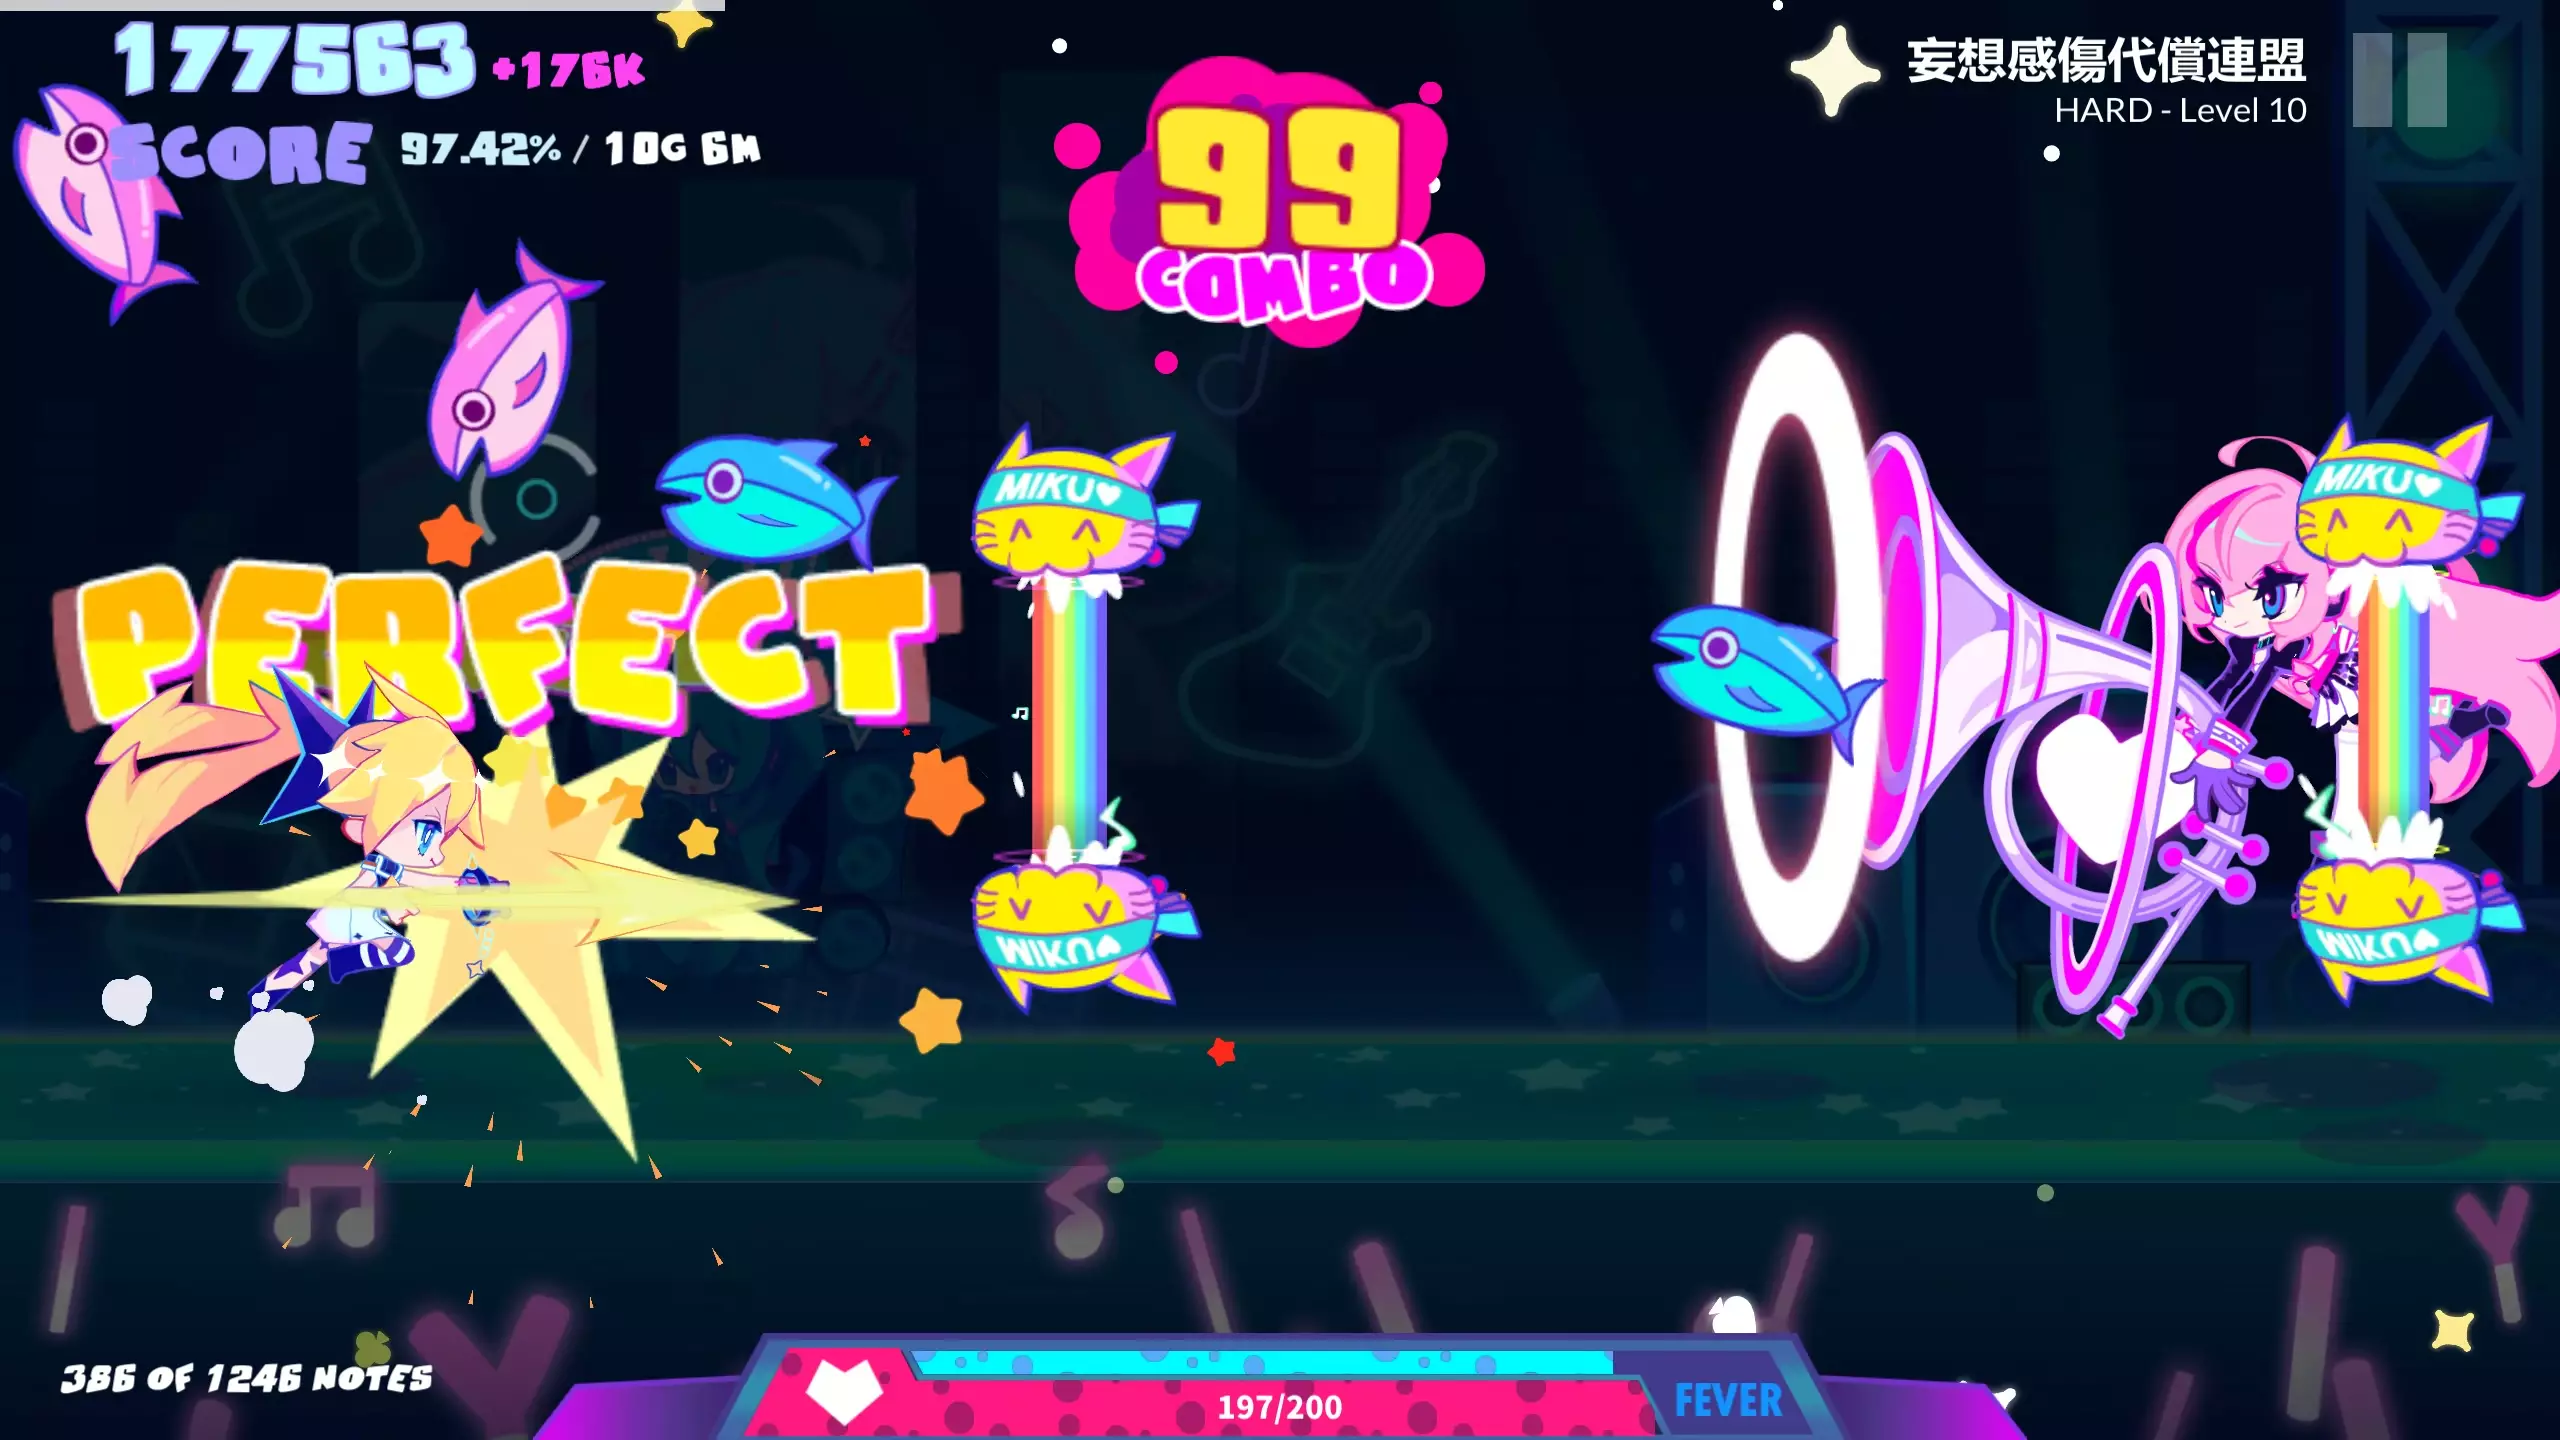 177563 +176K
SCORE 97.42% / 10G 6M
99
COMBO
妄想感傷代償連盟
HARD - Level 10
MIKU♥
MIKU♥
PERFECT
MIKU♥
MIKU♥
386 OF 1246 NOTES
197/200
FEVER